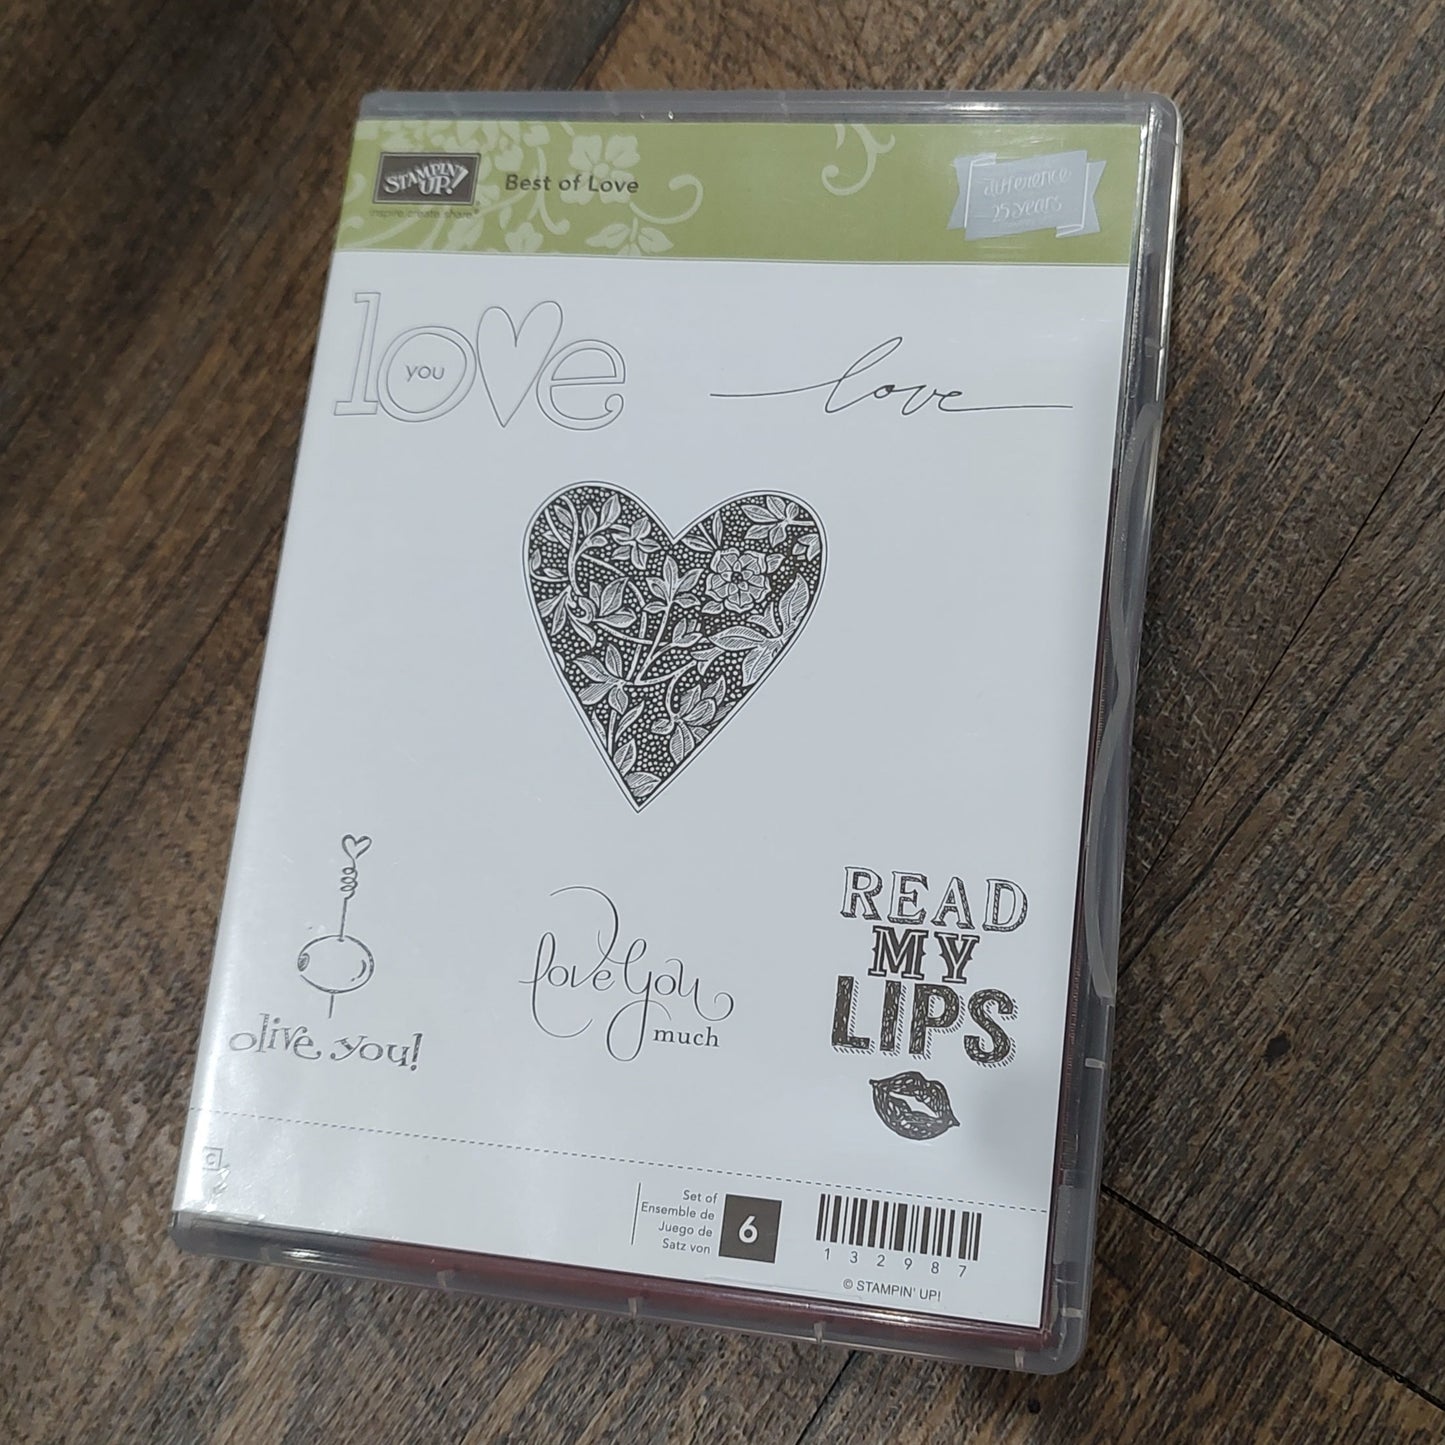 STAMPIN' UP!
inspire.create.share®
Best of Love
difference
25 years
love
you
love
olive you!
love you
much
READ
MY
LIPS
C
Set of
Ensemble de
Juego de
Satz von
6
132987
© STAMPIN' UP!